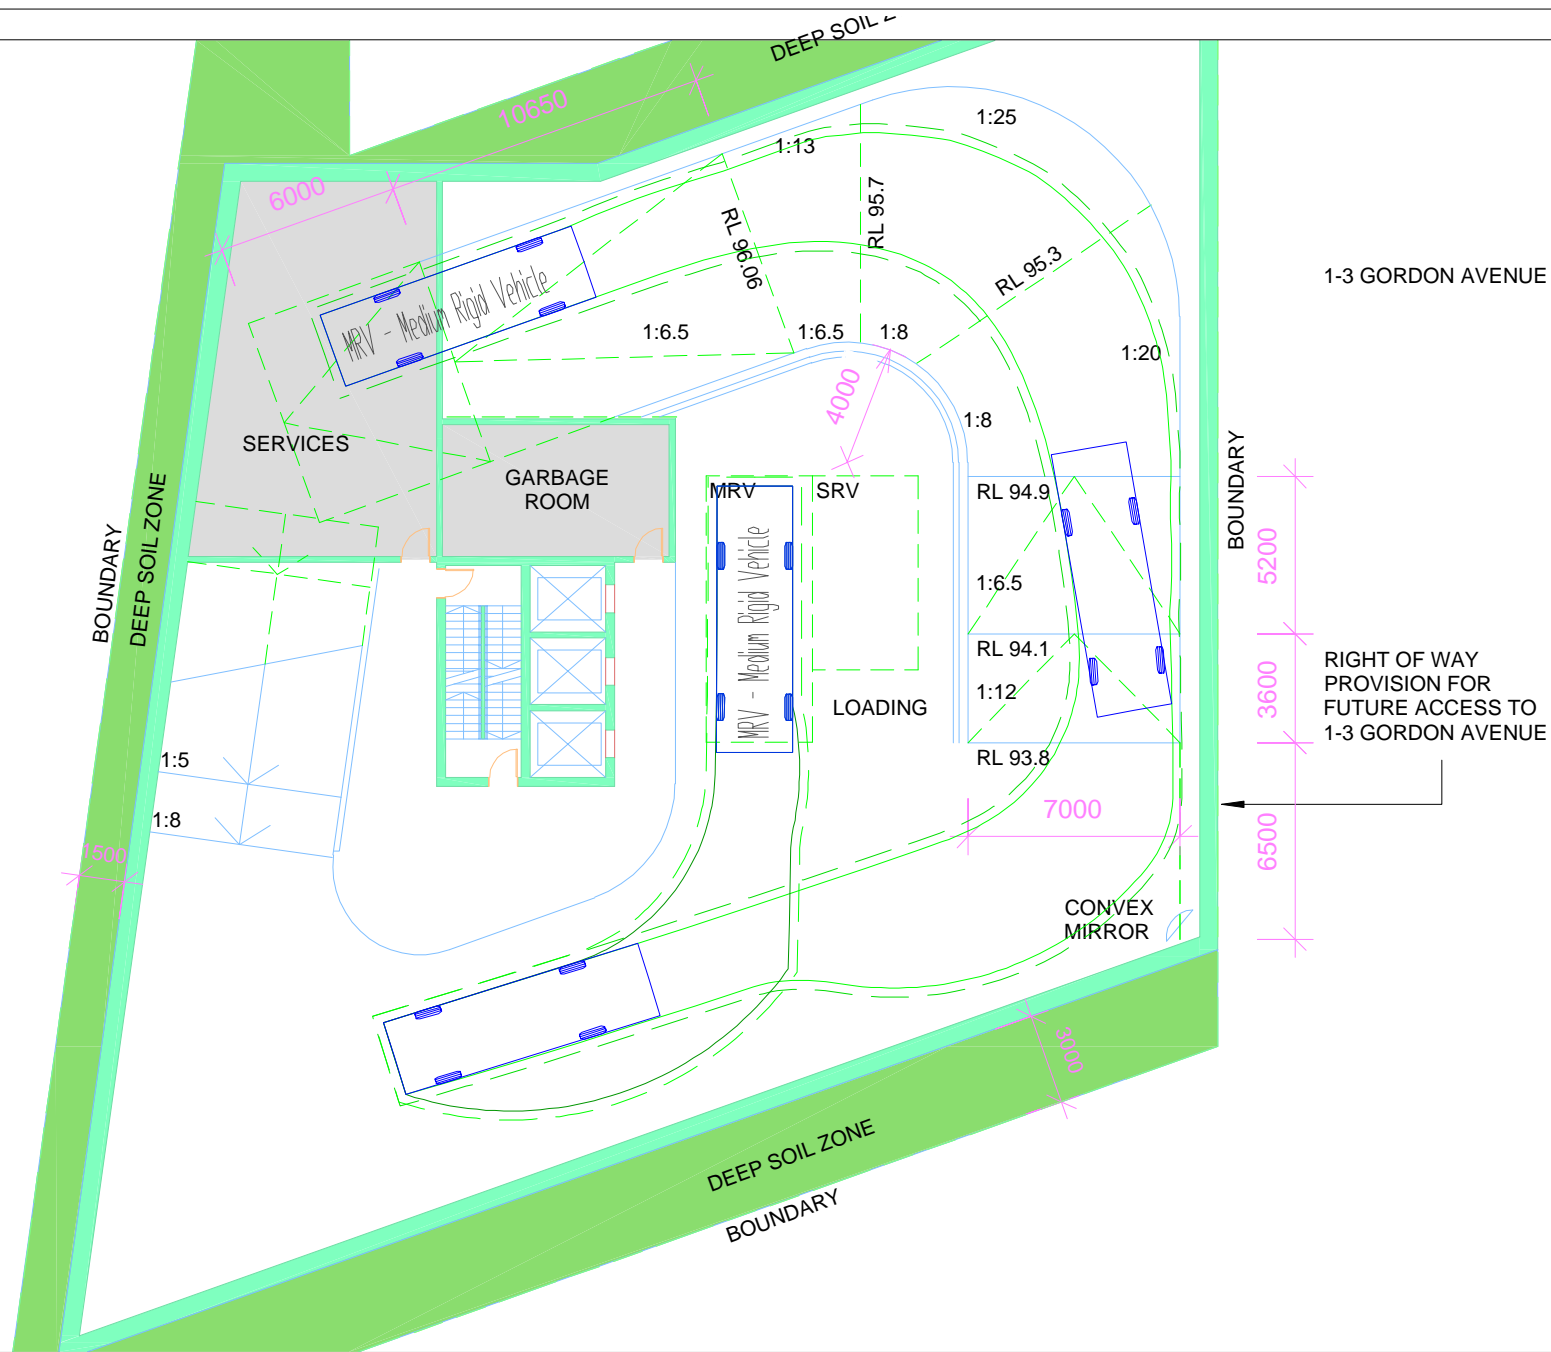 DEEP SOIL
10650
1:25
1:13
6000
RL 95.7
RL 96.06
RL 95.3
1-3 GORDON AVENUE
MRV - Medium Rigid Vehicle
1:6.5
1:6.5
1:8
1:20
4000
1:8
SERVICES
GARBAGE
ROOM
MRV
SRV
RL 94.9
BOUNDARY
5200
BOUNDARY
DEEP SOIL ZONE
MRV - Medium Rigid Vehicle
1:6.5
RL 94.1
1:12
3600
RIGHT OF WAY
PROVISION FOR
FUTURE ACCESS TO
1-3 GORDON AVENUE
LOADING
RL 93.8
1:5
7000
1:8
6500
1500
CONVEX
MIRROR
3000
DEEP SOIL ZONE
BOUNDARY